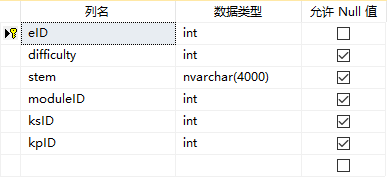 列名 数据类型 允许 Null 值
eID int
difficulty int
stem nvarchar(4000)
moduleID int
ksID int
kpID int